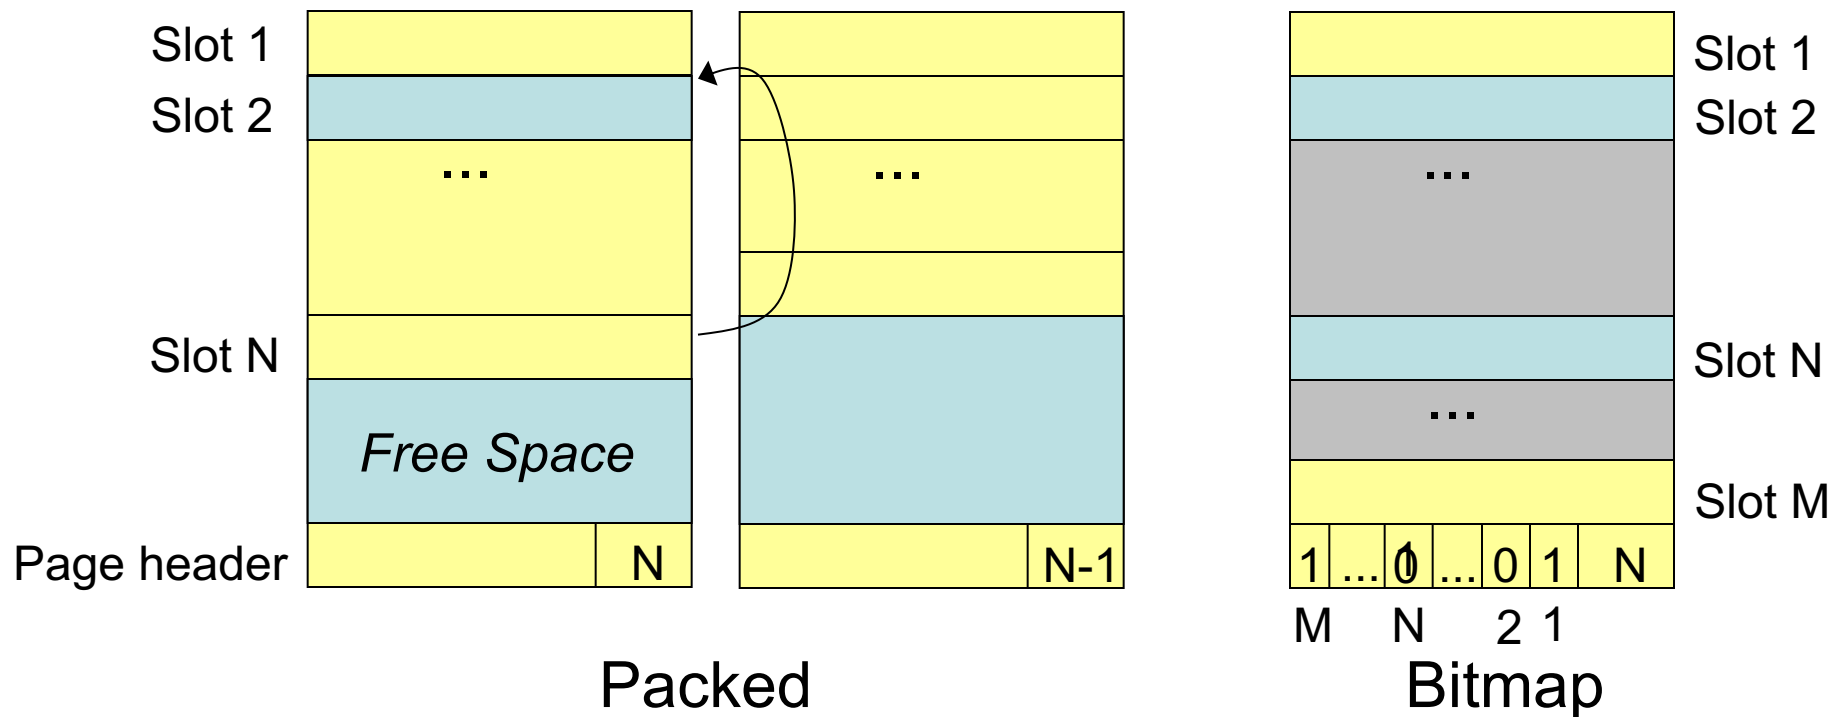 Slot 1
Slot 2
...
Slot N
Free Space
Page header
N
...
N-1
Packed
Slot 1
Slot 2
...
Slot N
...
Slot M
1 ... 0 ... 0 1 N
M N 2 1
Bitmap